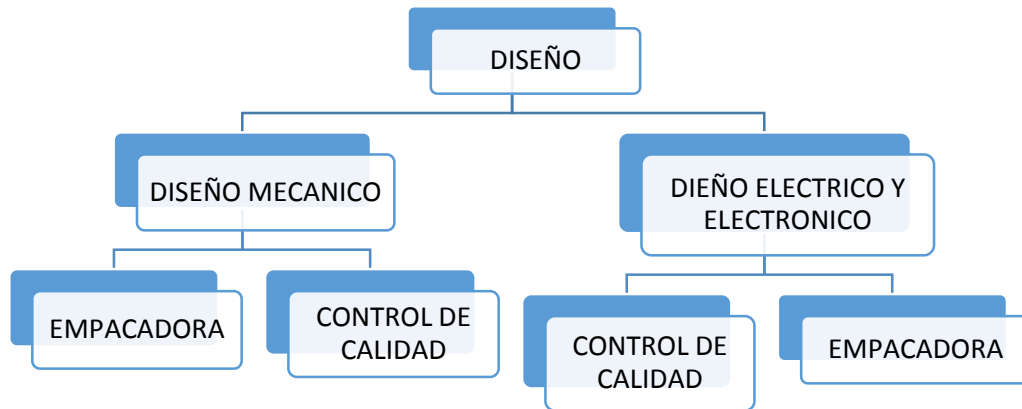 DISEÑO
DISEÑO MECANICO
DIEÑO ELECTRICO Y
ELECTRONICO
EMPACADORA
CONTROL DE
CALIDAD
CONTROL DE
CALIDAD
EMPACADORA